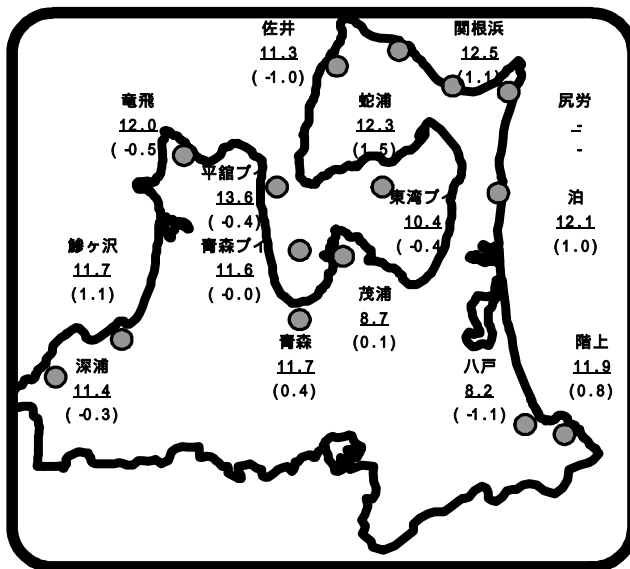 佐井
11.3
( -1.0)
関根浜
12.5
(1.1)
竜飛
12.0
( -0.5
蛇浦
12.3
(1.5)
尻労
-
-
平舘ブイ
13.6
( -0.4)
東湾ブイ
10.4
( -0.4
泊
12.1
(1.0)
鰺ヶ沢
11.7
(1.1)
青森ブイ
11.6
( -0.0)
茂浦
8.7
(0.1)
深浦
11.4
( -0.3)
青森
11.7
(0.4)
八戸
8.2
( -1.1)
階上
11.9
(0.8)